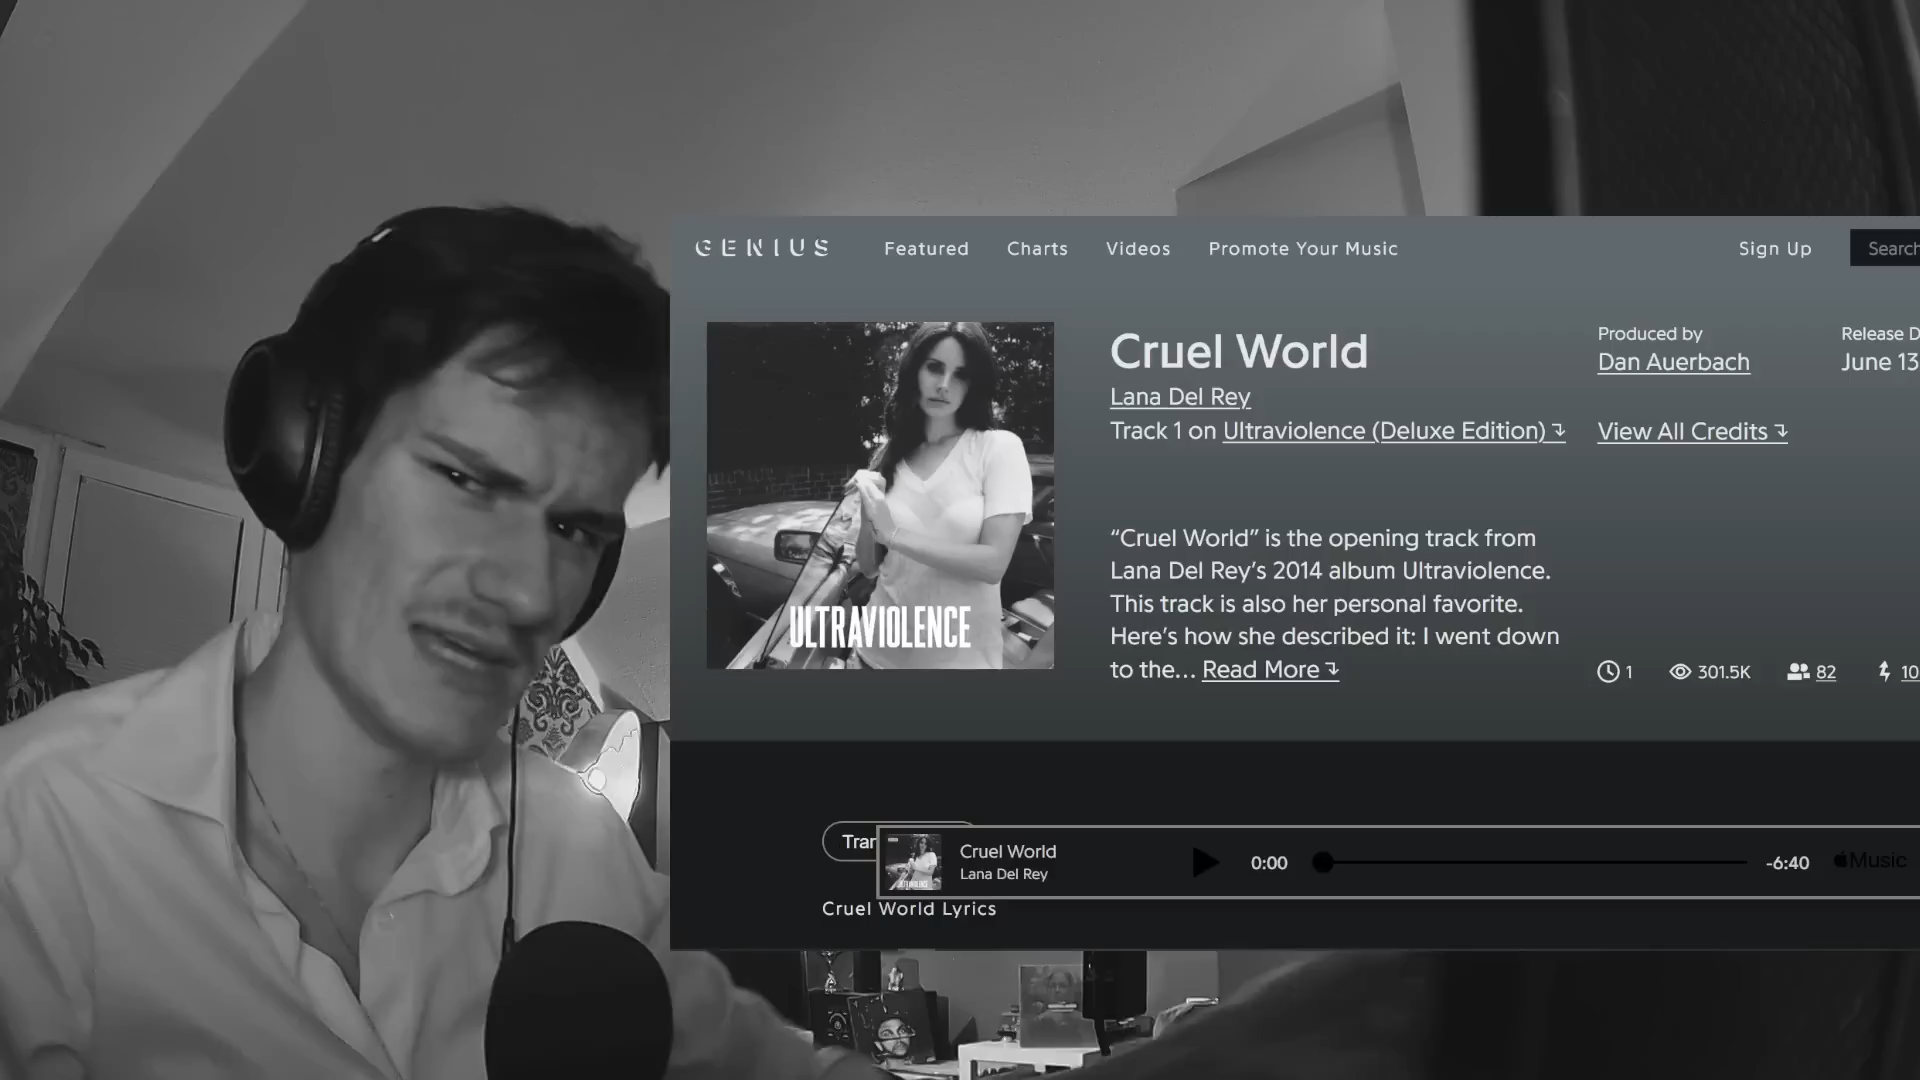 GENIUS Featured Charts Videos Promote Your Music Sign Up Search
Cruel World
Lana Del Rey
Track 1 on Ultraviolence (Deluxe Edition)
Produced by
Dan Auerbach
View All Credits
Release D
June 13
ULTRAVIOLENCE
“Cruel World” is the opening track from
Lana Del Rey’s 2014 album Ultraviolence.
This track is also her personal favorite.
Here’s how she described it: I went down
to the… Read More
1 301.5K 82 10
Tran
Cruel World
Lana Del Rey
0:00 -6:40 Music
Cruel World Lyrics